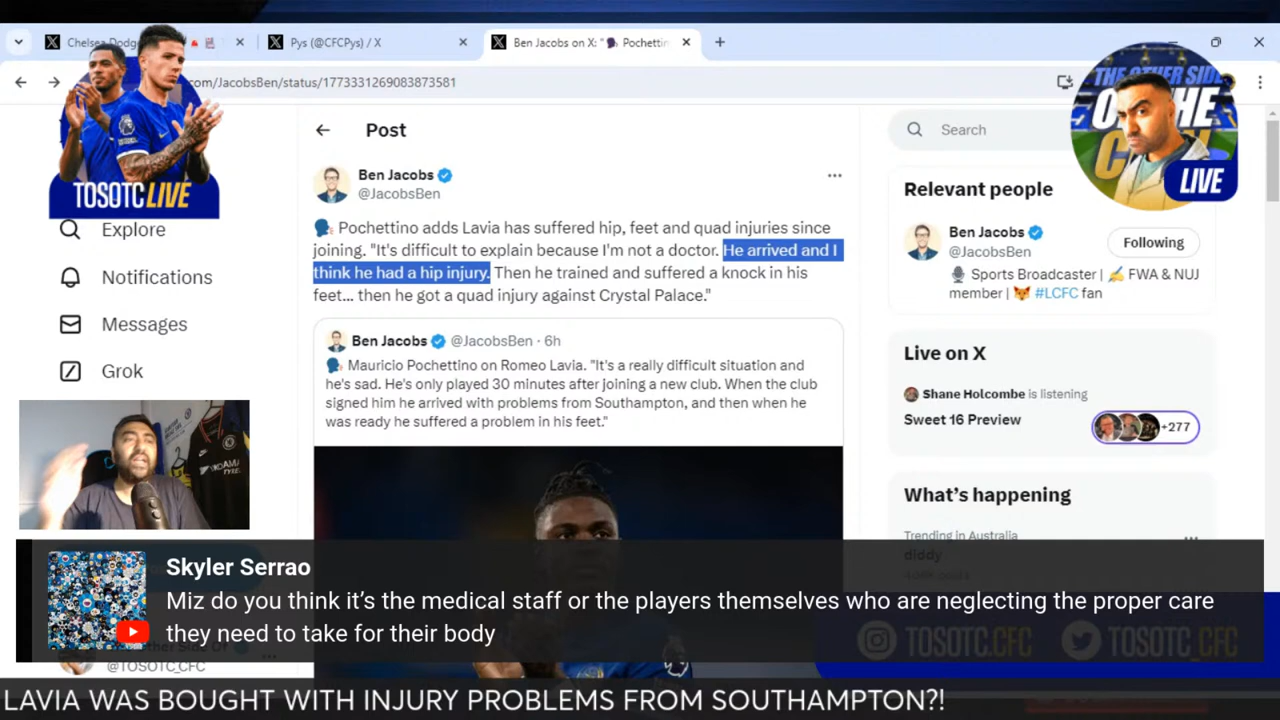 Chelsea Dodg
Pys (@CFCPys) / X
Ben Jacobs on X: "🗣 Pochettin
com/JacobsBen/status/1773331269083873581
TOSOTC LIVE
Explore
Notifications
Messages
Grok
Post
Ben Jacobs
@JacobsBen
🗣 Pochettino adds Lavia has suffered hip, feet and quad injuries since
joining. "It's difficult to explain because I'm not a doctor. He arrived and I
think he had a hip injury. Then he trained and suffered a knock in his
feet... then he got a quad injury against Crystal Palace."
Ben Jacobs @JacobsBen · 6h
🗣 Mauricio Pochettino on Romeo Lavia. "It's a really difficult situation and
he's sad. He's only played 30 minutes after joining a new club. When the club
signed him he arrived with problems from Southampton, and then when he
was ready he suffered a problem in his feet."
Search
THE OTHER SIDE
OF THE
LIVE
Relevant people
Ben Jacobs
@JacobsBen
Following
🎙 Sports Broadcaster | ✍ FWA & NUJ
member | 🦊 #LCFC fan
Live on X
Shane Holcombe is listening
Sweet 16 Preview
+277
What's happening
Trending in Australia
diddy
Skyler Serrao
Miz do you think it's the medical staff or the players themselves who are neglecting the proper care
they need to take for their body
@TOSOTC_CFC
TOSOTC.CFC
TOSOTC_CFC
LAVIA WAS BOUGHT WITH INJURY PROBLEMS FROM SOUTHAMPTON?!